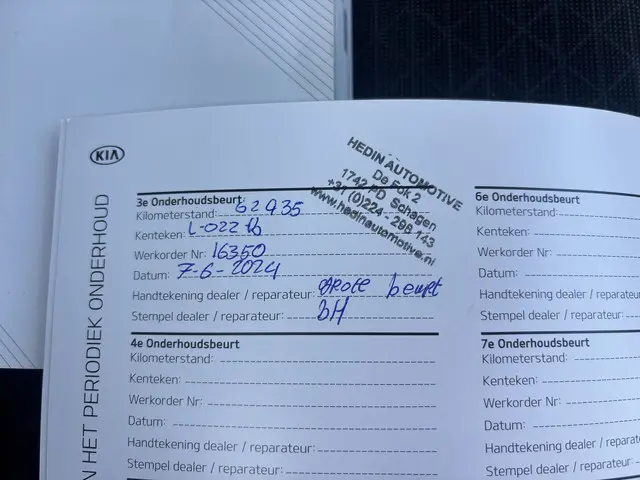 KIA
N HET PERIODIEK ONDERHOUD
HEDIN AUTOMOTIVE
De Fok 2
1742 PD Schagen
+31 (0)224 - 298 143
www.hedinautomotive.nl
3e Onderhoudsbeurt
Kilometerstand: 62935
Kenteken:
Werkorder Nr: 16350
Datum: 7-6-2024
Handtekening dealer / reparateur: grote beurt
Stempel dealer / reparateur: BH
4e Onderhoudsbeurt
Kilometerstand :
Kenteken:
Werkorder Nr:
Datum:
Handtekening dealer / reparateur:
Stempel dealer / reparateur:
6e Onderhoudsbeurt
Kilometerstand:
Kenteken:
Werkorder Nr:
Datum:
Handtekening dealer / reparateu
Stempel dealer / reparateur:
7e Onderhoudsbeurt
Kilometerstand:
Kenteken:
Werkorder Nr:
Datum:
Handtekening dealer / repara
Stempel dealer / reparateur